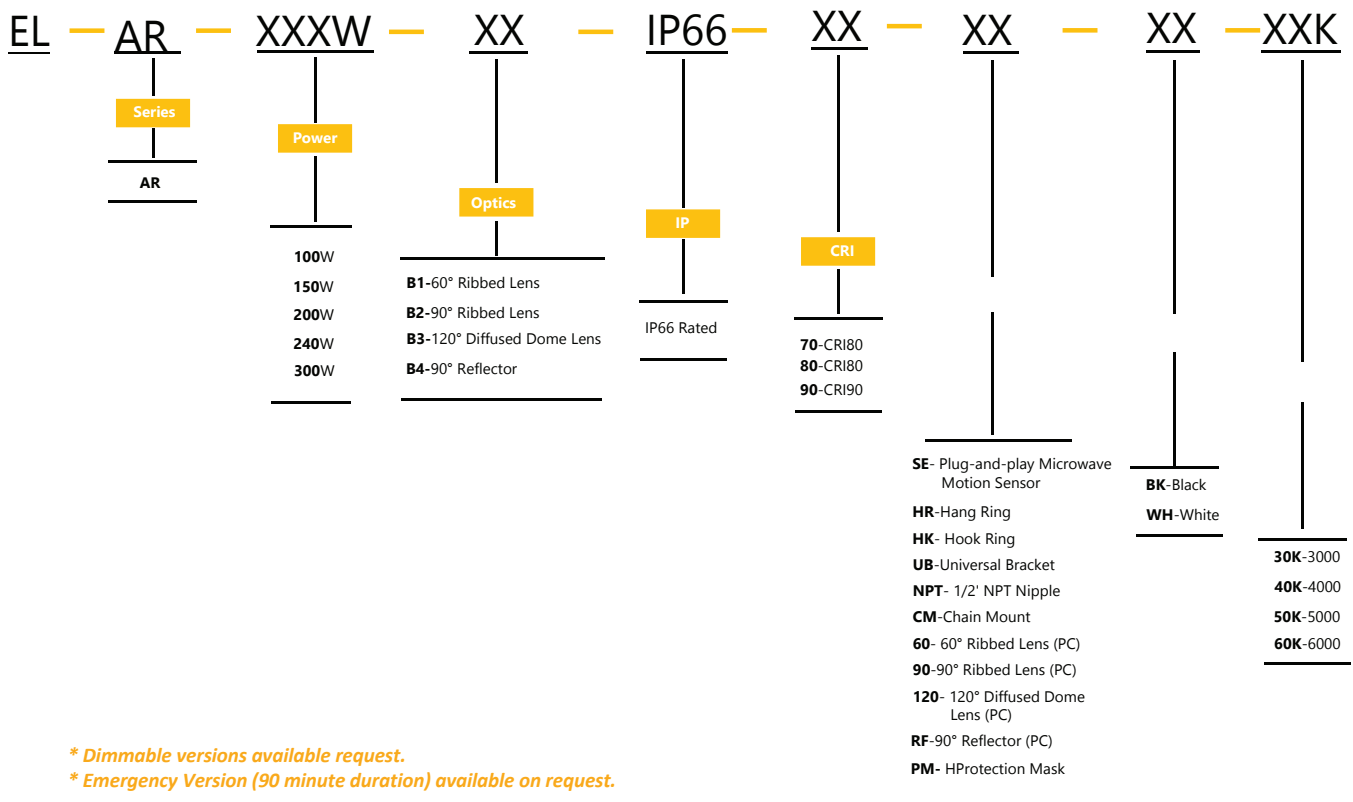 EL — AR — XXXW — XX — IP66 — XX — XX — XX — XXK
Series
AR
Power
100W
150W
200W
240W
300W
Optics
B1-60° Ribbed Lens
B2-90° Ribbed Lens
B3-120° Diffused Dome Lens
B4-90° Reflector
IP
IP66 Rated
CRI
70-CRI80
80-CRI80
90-CRI90
SE- Plug-and-play Microwave
Motion Sensor
HR-Hang Ring
HK- Hook Ring
UB-Universal Bracket
NPT- 1/2' NPT Nipple
CM-Chain Mount
60- 60° Ribbed Lens (PC)
90-90° Ribbed Lens (PC)
120- 120° Diffused Dome
Lens (PC)
RF-90° Reflector (PC)
PM- HProtection Mask
BK-Black
WH-White
30K-3000
40K-4000
50K-5000
60K-6000
* Dimmable versions available request.
* Emergency Version (90 minute duration) available on request.